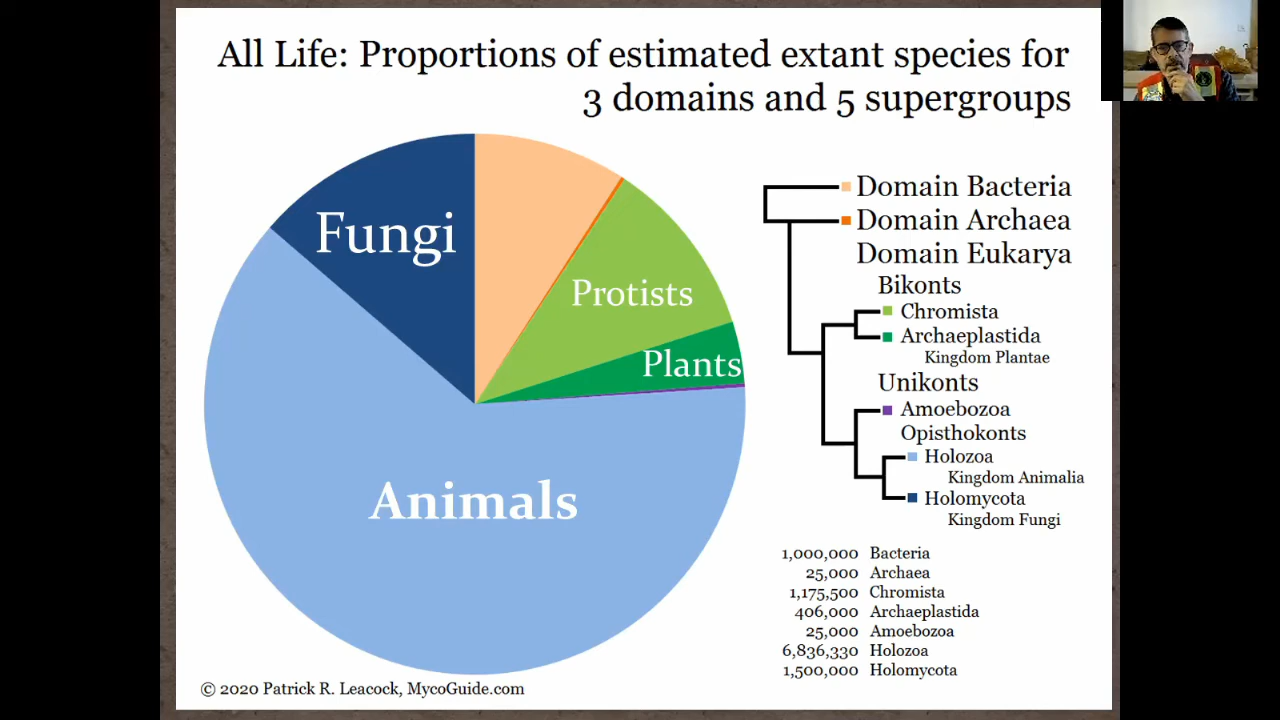 All Life: Proportions of estimated extant species for
3 domains and 5 supergroups
Fungi
Protists
Plants
Animals
Domain Bacteria
Domain Archaea
Domain Eukarya
Bikonts
Chromista
Archaeplastida
Kingdom Plantae
Unikonts
Amoebozoa
Opisthokonts
Holozoa
Kingdom Animalia
Holomycota
Kingdom Fungi
1,000,000 Bacteria
25,000 Archaea
1,175,500 Chromista
406,000 Archaeplastida
25,000 Amoebozoa
6,836,330 Holozoa
1,500,000 Holomycota
© 2020 Patrick R. Leacock, MycoGuide.com